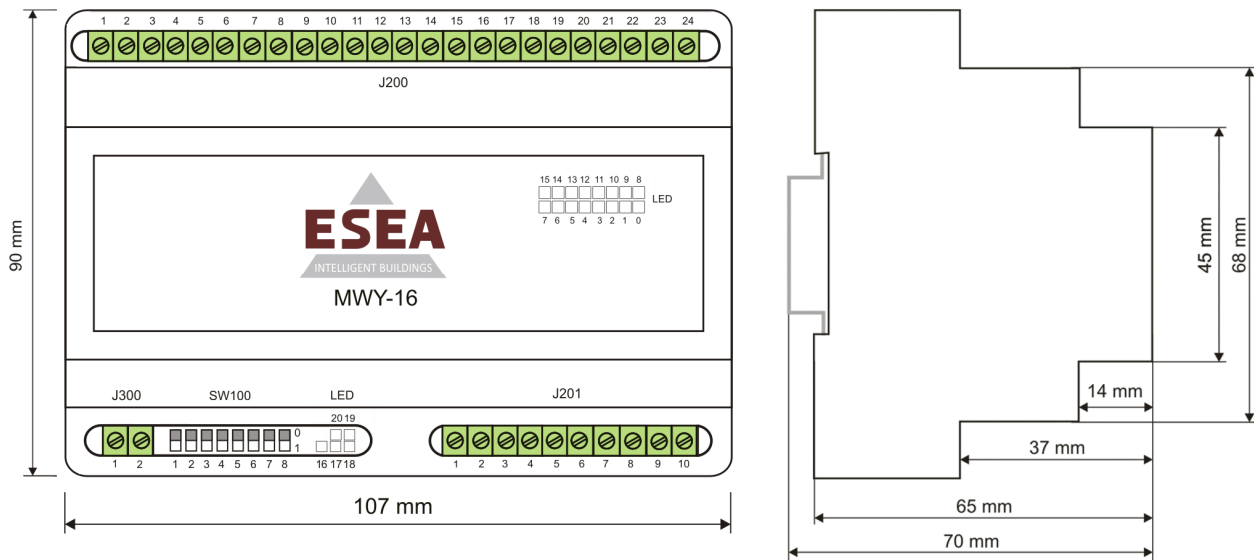 1 2 3 4 5 6 7 8 9 10 11 12 13 14 15 16 17 18 19 20 21 22 23 24
J200
15 14 13 12 11 10 9 8
LED
7 6 5 4 3 2 1 0
ESEA
INTELLIGENT BUILDINGS
MWY-16
J300 SW100 LED J201
20 19
0
1
1 2
1 2 3 4 5 6 7 8
16 17 18
1 2 3 4 5 6 7 8 9 10
90 mm
107 mm
45 mm
68 mm
14 mm
37 mm
65 mm
70 mm